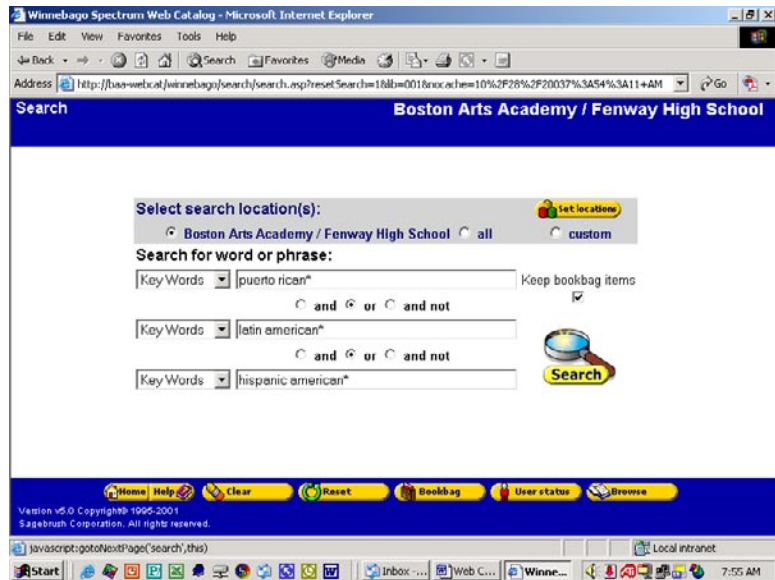 Winnebago Spectrum Web Catalog - Microsoft Internet Explorer
File Edit View Favorites Tools Help
Back Search Favorites Media
Address http://baa-webcat/winnebago/search/search.asp?resetSearch=1&lib=001&nocache=10%2F28%2F20037%3A54%3A11+AM Go
Search Boston Arts Academy / Fenway High School
Select search location(s): Set locations
Boston Arts Academy / Fenway High School all custom
Search for word or phrase:
Key Words puerto rican* Keep bookbag items
and or and not
Key Words latin american*
and or and not
Key Words hispanic american* Search
Home Help Clear Reset Bookbag User status Browse
Version v5.0 Copyright© 1995-2001
Sagebrush Corporation. All rights reserved.
javascript:gotoNextPage('search',this) Local intranet
Start Inbox -... Web C... Winne... 7:55 AM